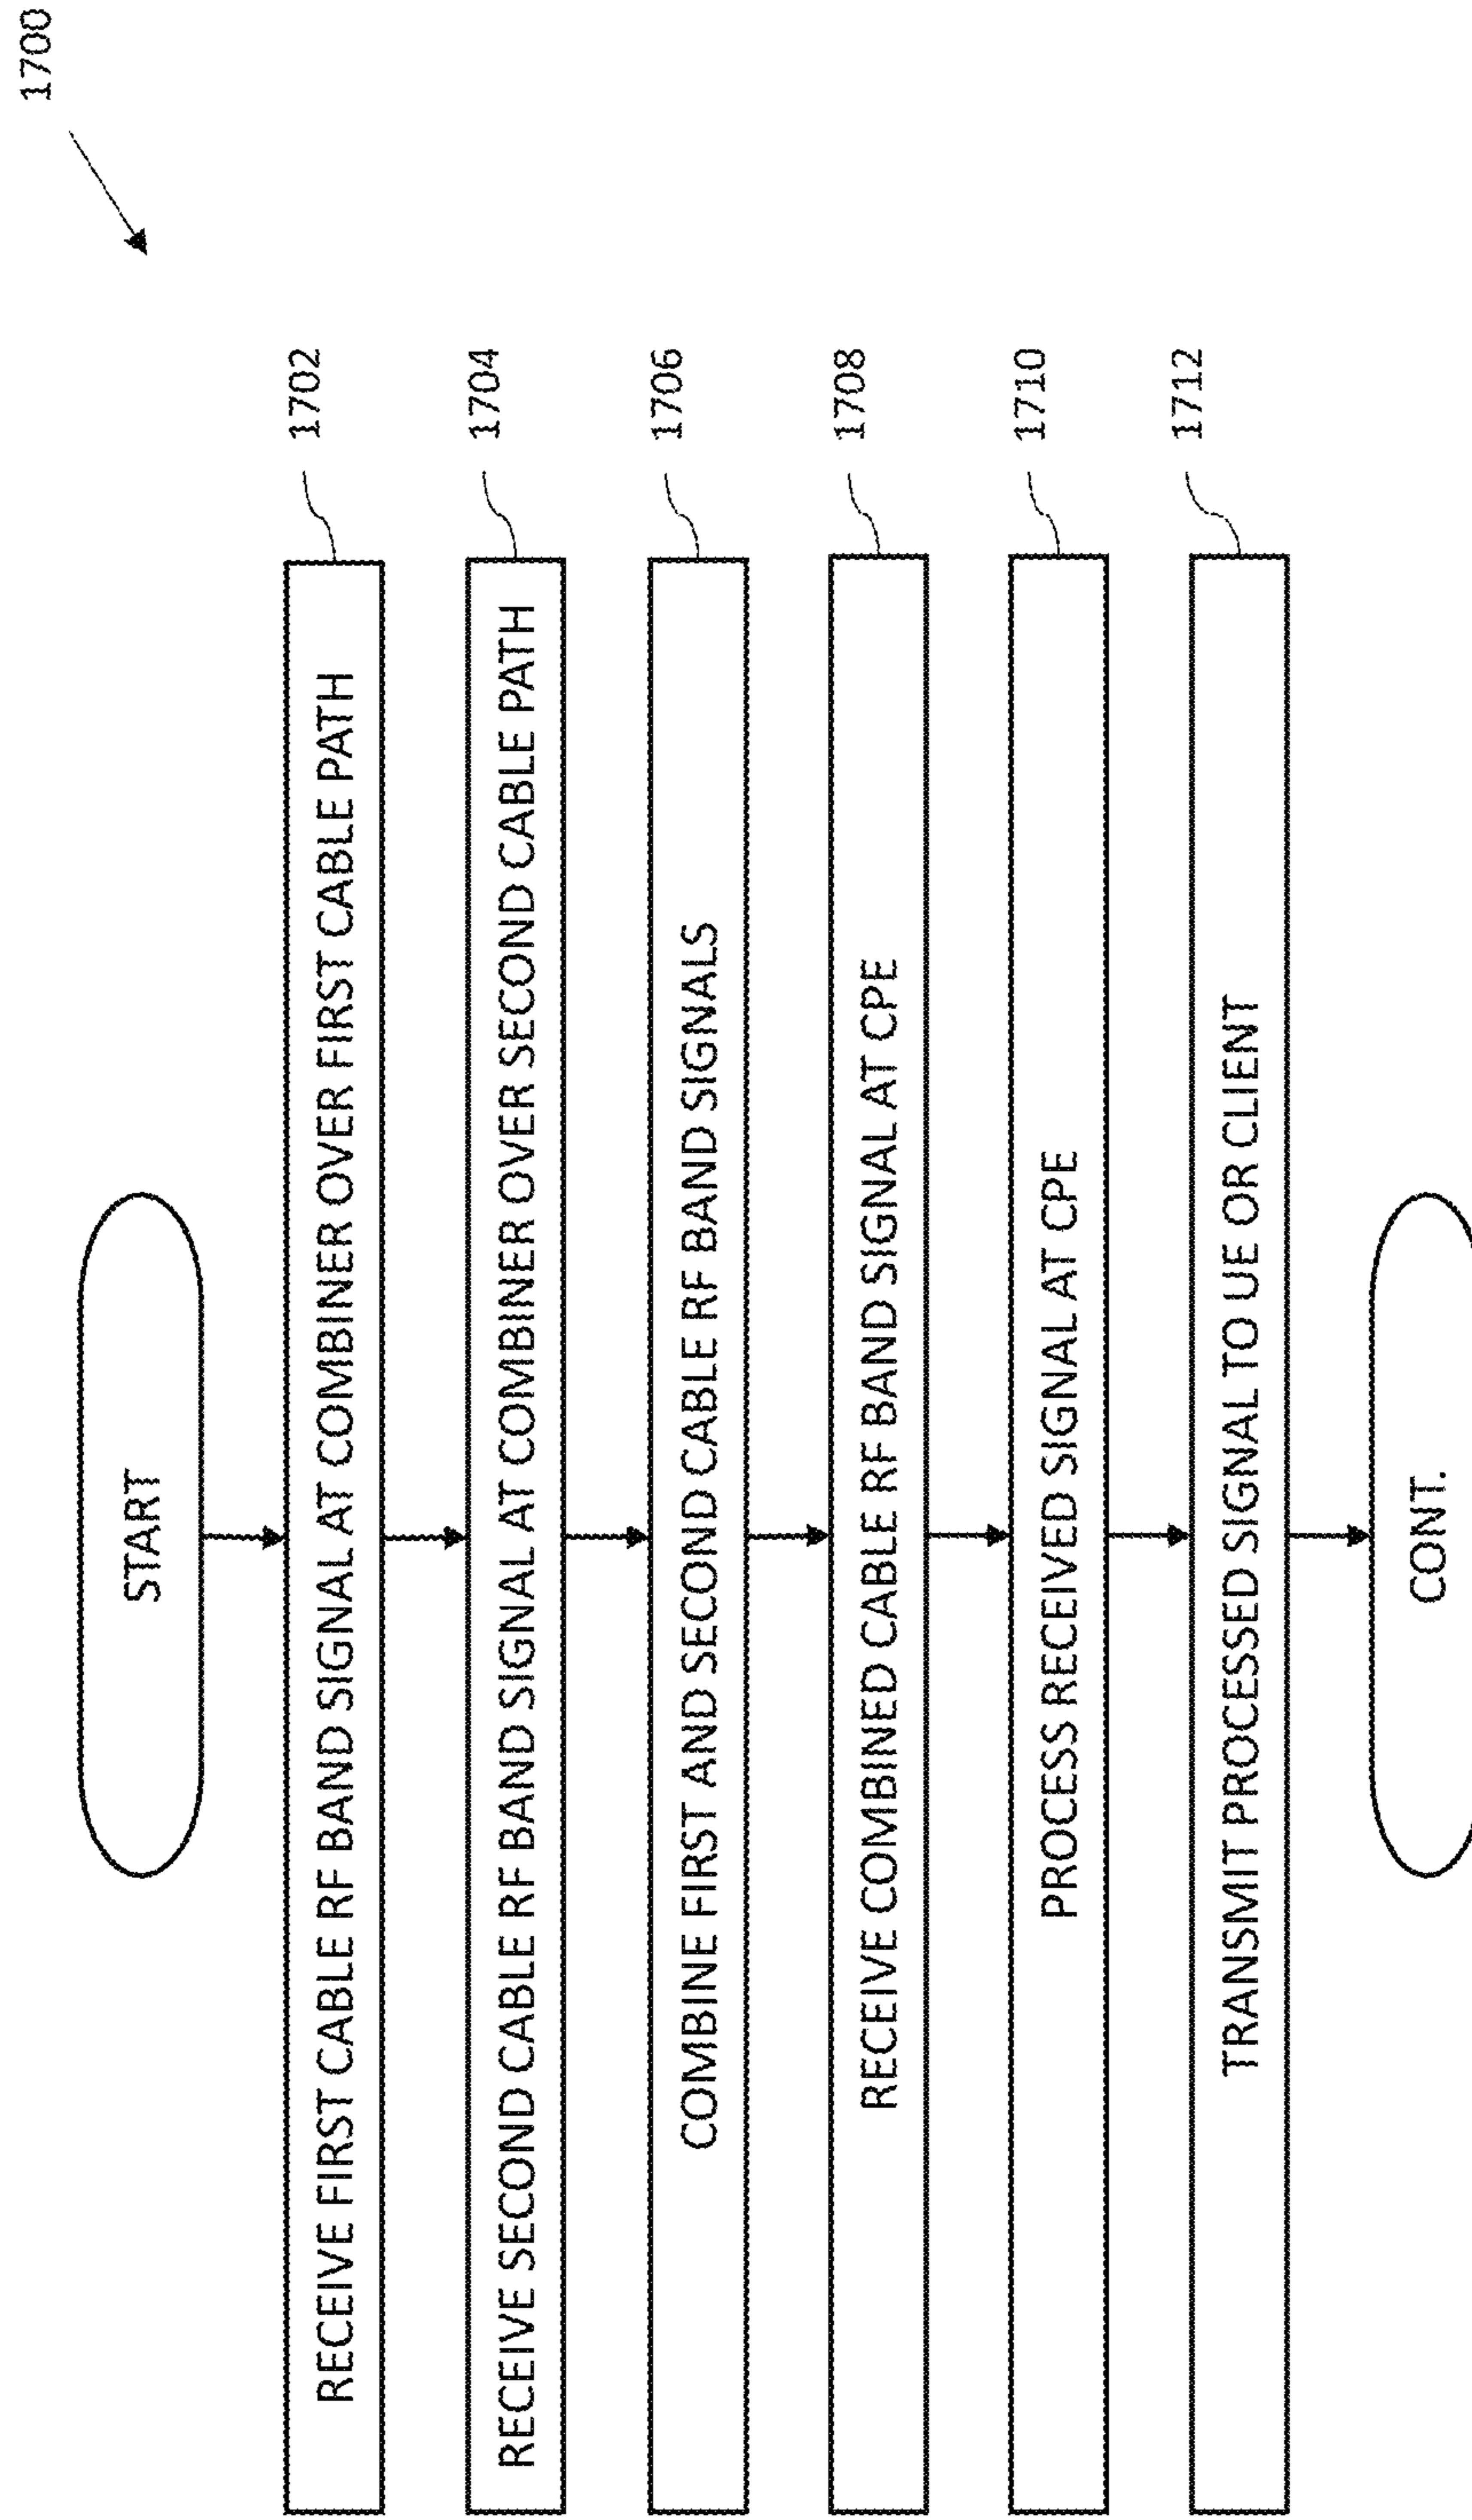 1700
START
RECEIVE FIRST CABLE RF BAND SIGNAL AT COMBINER OVER FIRST CABLE PATH
1702
RECEIVE SECOND CABLE RF BAND SIGNAL AT COMBINER OVER SECOND CABLE PATH
1704
COMBINE FIRST AND SECOND CABLE RF BAND SIGNALS
1706
RECEIVE COMBINED CABLE RF BAND SIGNAL AT CPE
1708
PROCESS RECEIVED SIGNAL AT CPE
1710
TRANSMIT PROCESSED SIGNAL TO UE OR CLIENT
1712
CONT.